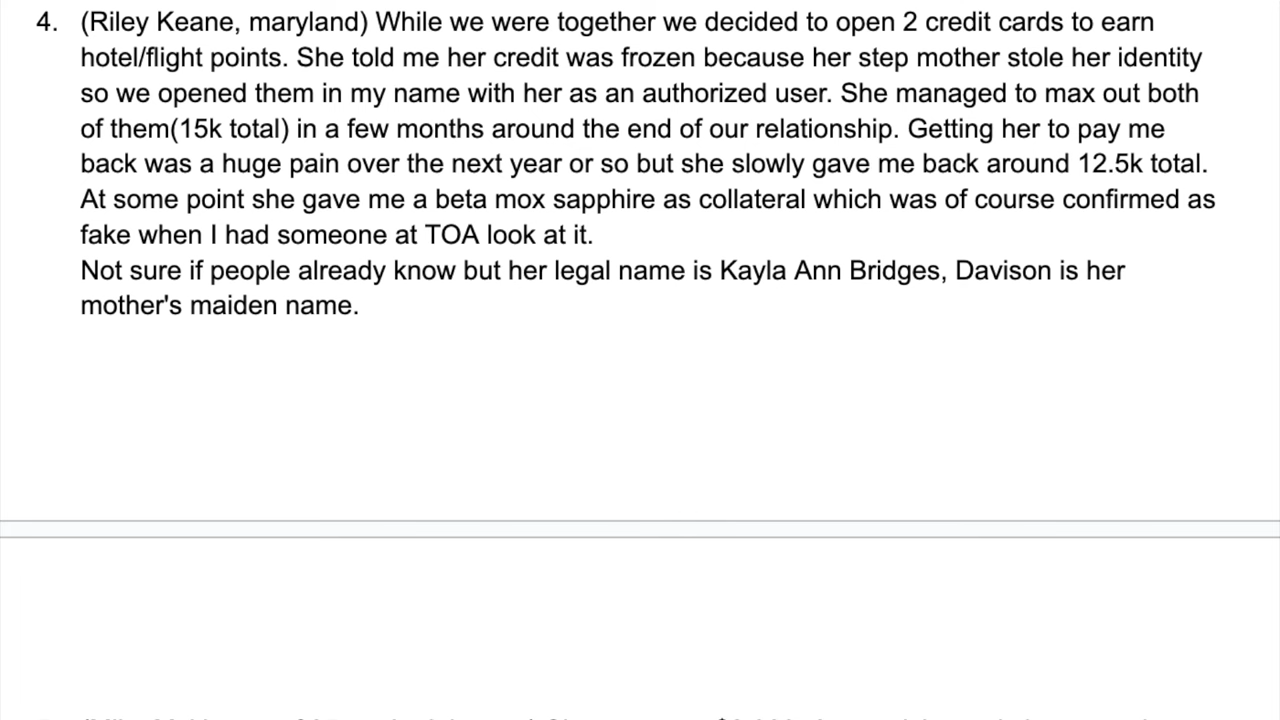 4. (Riley Keane, maryland) While we were together we decided to open 2 credit cards to earn
hotel/flight points. She told me her credit was frozen because her step mother stole her identity
so we opened them in my name with her as an authorized user. She managed to max out both
of them(15k total) in a few months around the end of our relationship. Getting her to pay me
back was a huge pain over the next year or so but she slowly gave me back around 12.5k total.
At some point she gave me a beta mox sapphire as collateral which was of course confirmed as
fake when I had someone at TOA look at it.
Not sure if people already know but her legal name is Kayla Ann Bridges, Davison is her
mother's maiden name.